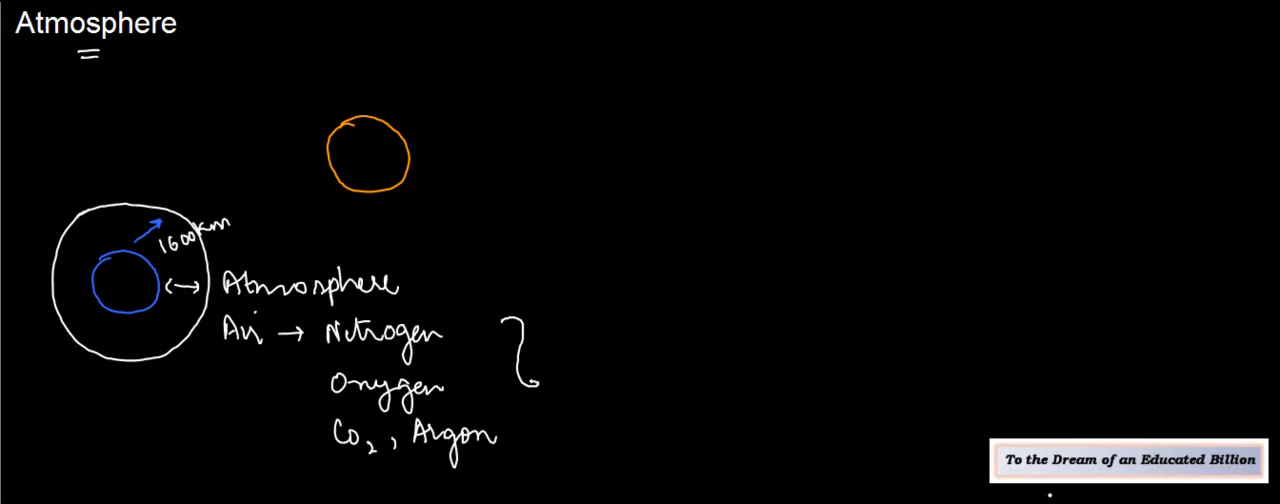 Atmosphere
1600km
Atmosphere
Air → Nitrogen
Oxygen
CO2, Argon
To the Dream of an Educated Billion